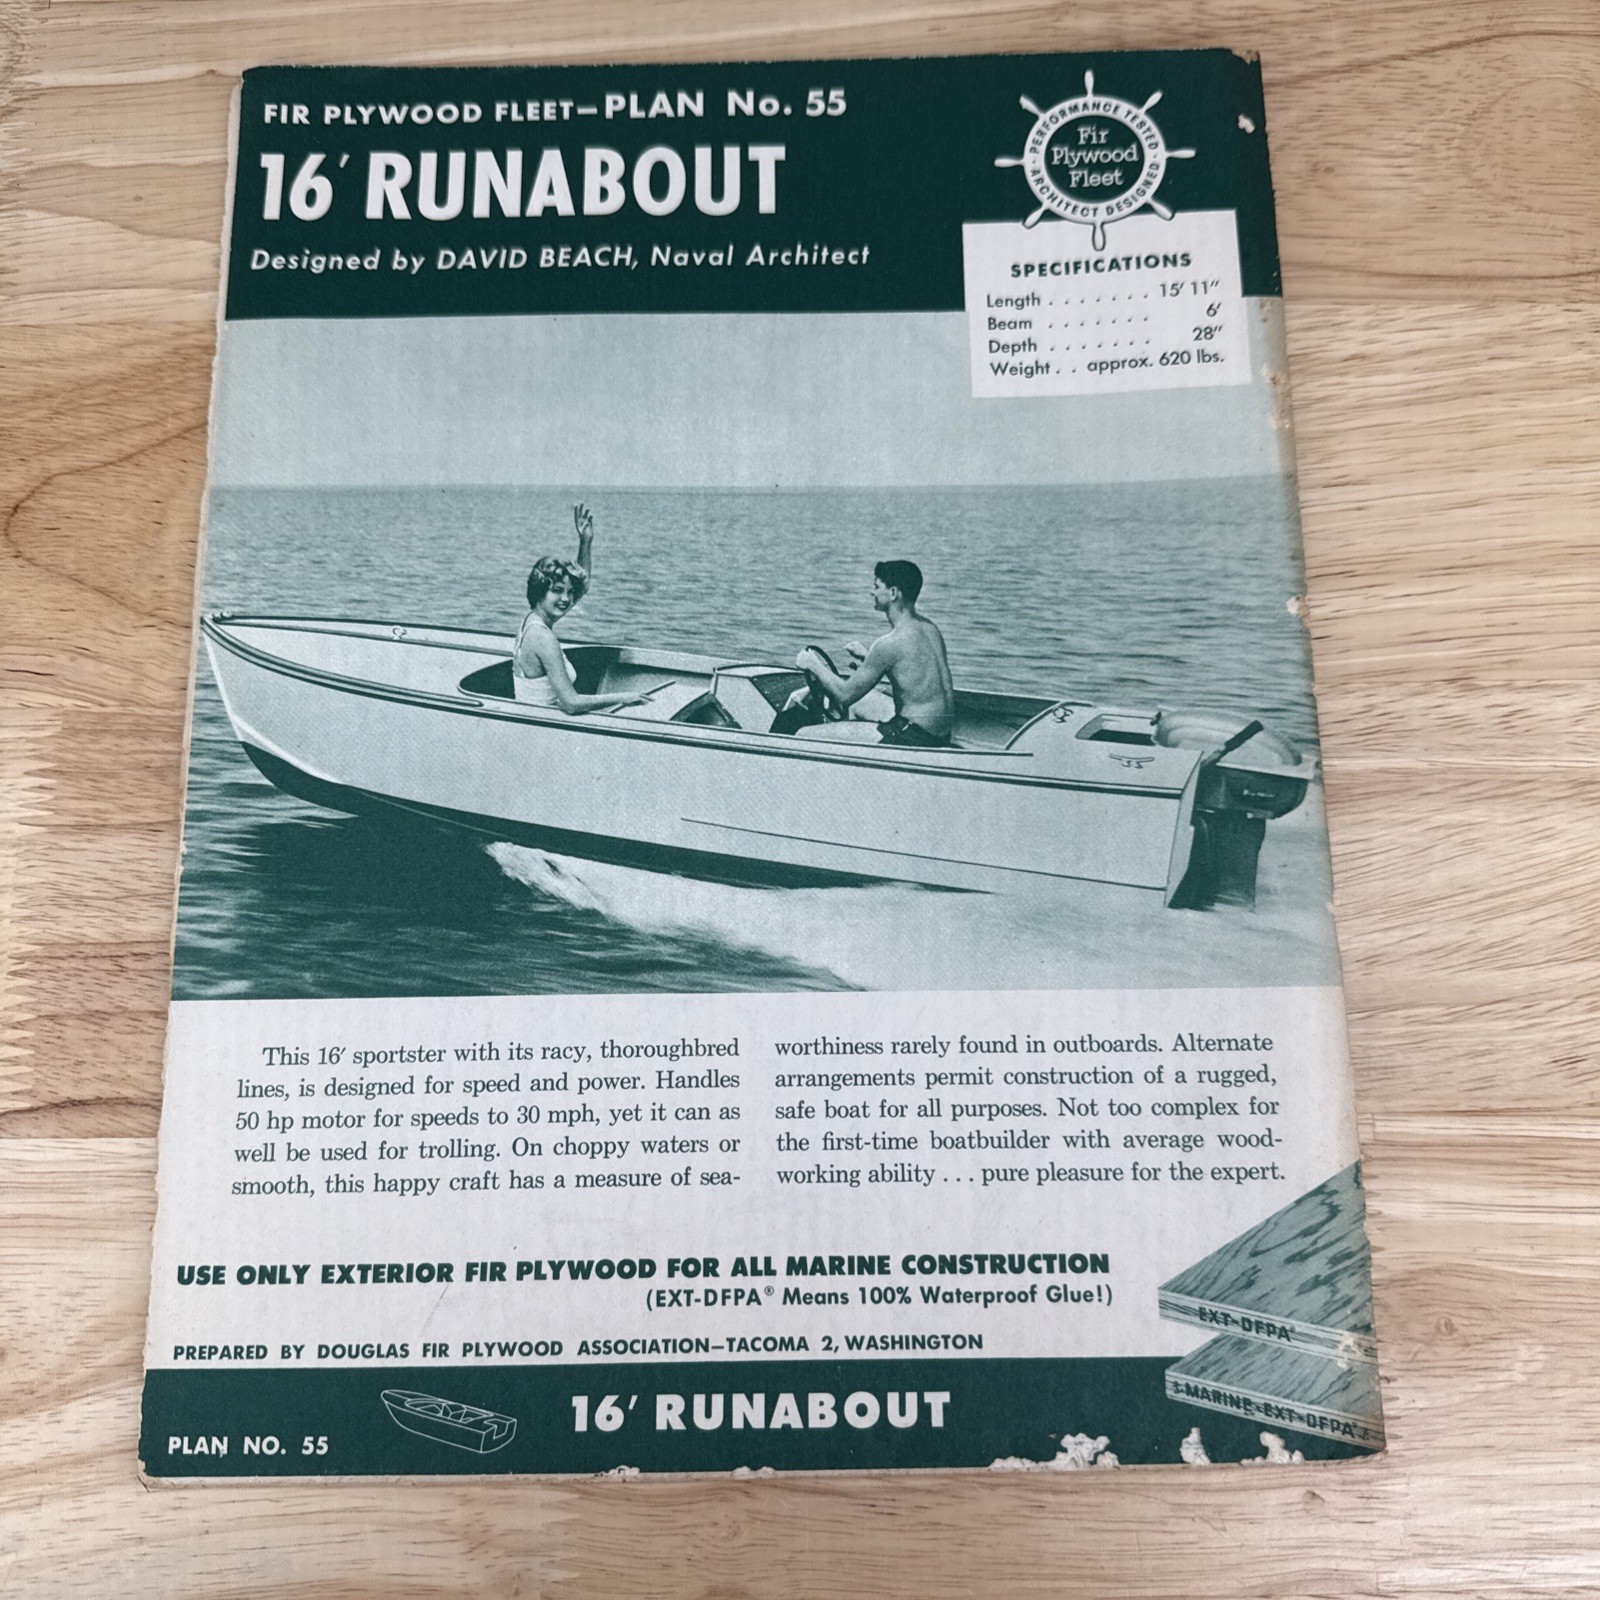 FIR PLYWOOD FLEET—PLAN No. 55
16′ RUNABOUT
Designed by DAVID BEACH, Naval Architect
PERFORMANCE TESTED
Fir
Plywood
Fleet
ARCHITECT DESIGNED
SPECIFICATIONS
Length . . . . . . . 15′ 11″
Beam . . . . . . . 6′
Depth . . . . . . . 28″
Weight . . approx. 620 lbs.
55
This 16′ sportster with its racy, thoroughbred
lines, is designed for speed and power. Handles
50 hp motor for speeds to 30 mph, yet it can as
well be used for trolling. On choppy waters or
smooth, this happy craft has a measure of sea-
worthiness rarely found in outboards. Alternate
arrangements permit construction of a rugged,
safe boat for all purposes. Not too complex for
the first-time boatbuilder with average wood-
working ability . . . pure pleasure for the expert.
USE ONLY EXTERIOR FIR PLYWOOD FOR ALL MARINE CONSTRUCTION
(EXT-DFPA® Means 100% Waterproof Glue!)
EXT-DFPA®
PREPARED BY DOUGLAS FIR PLYWOOD ASSOCIATION—TACOMA 2, WASHINGTON
MARINE•EXT-DFPA
16′ RUNABOUT
PLAN NO. 55